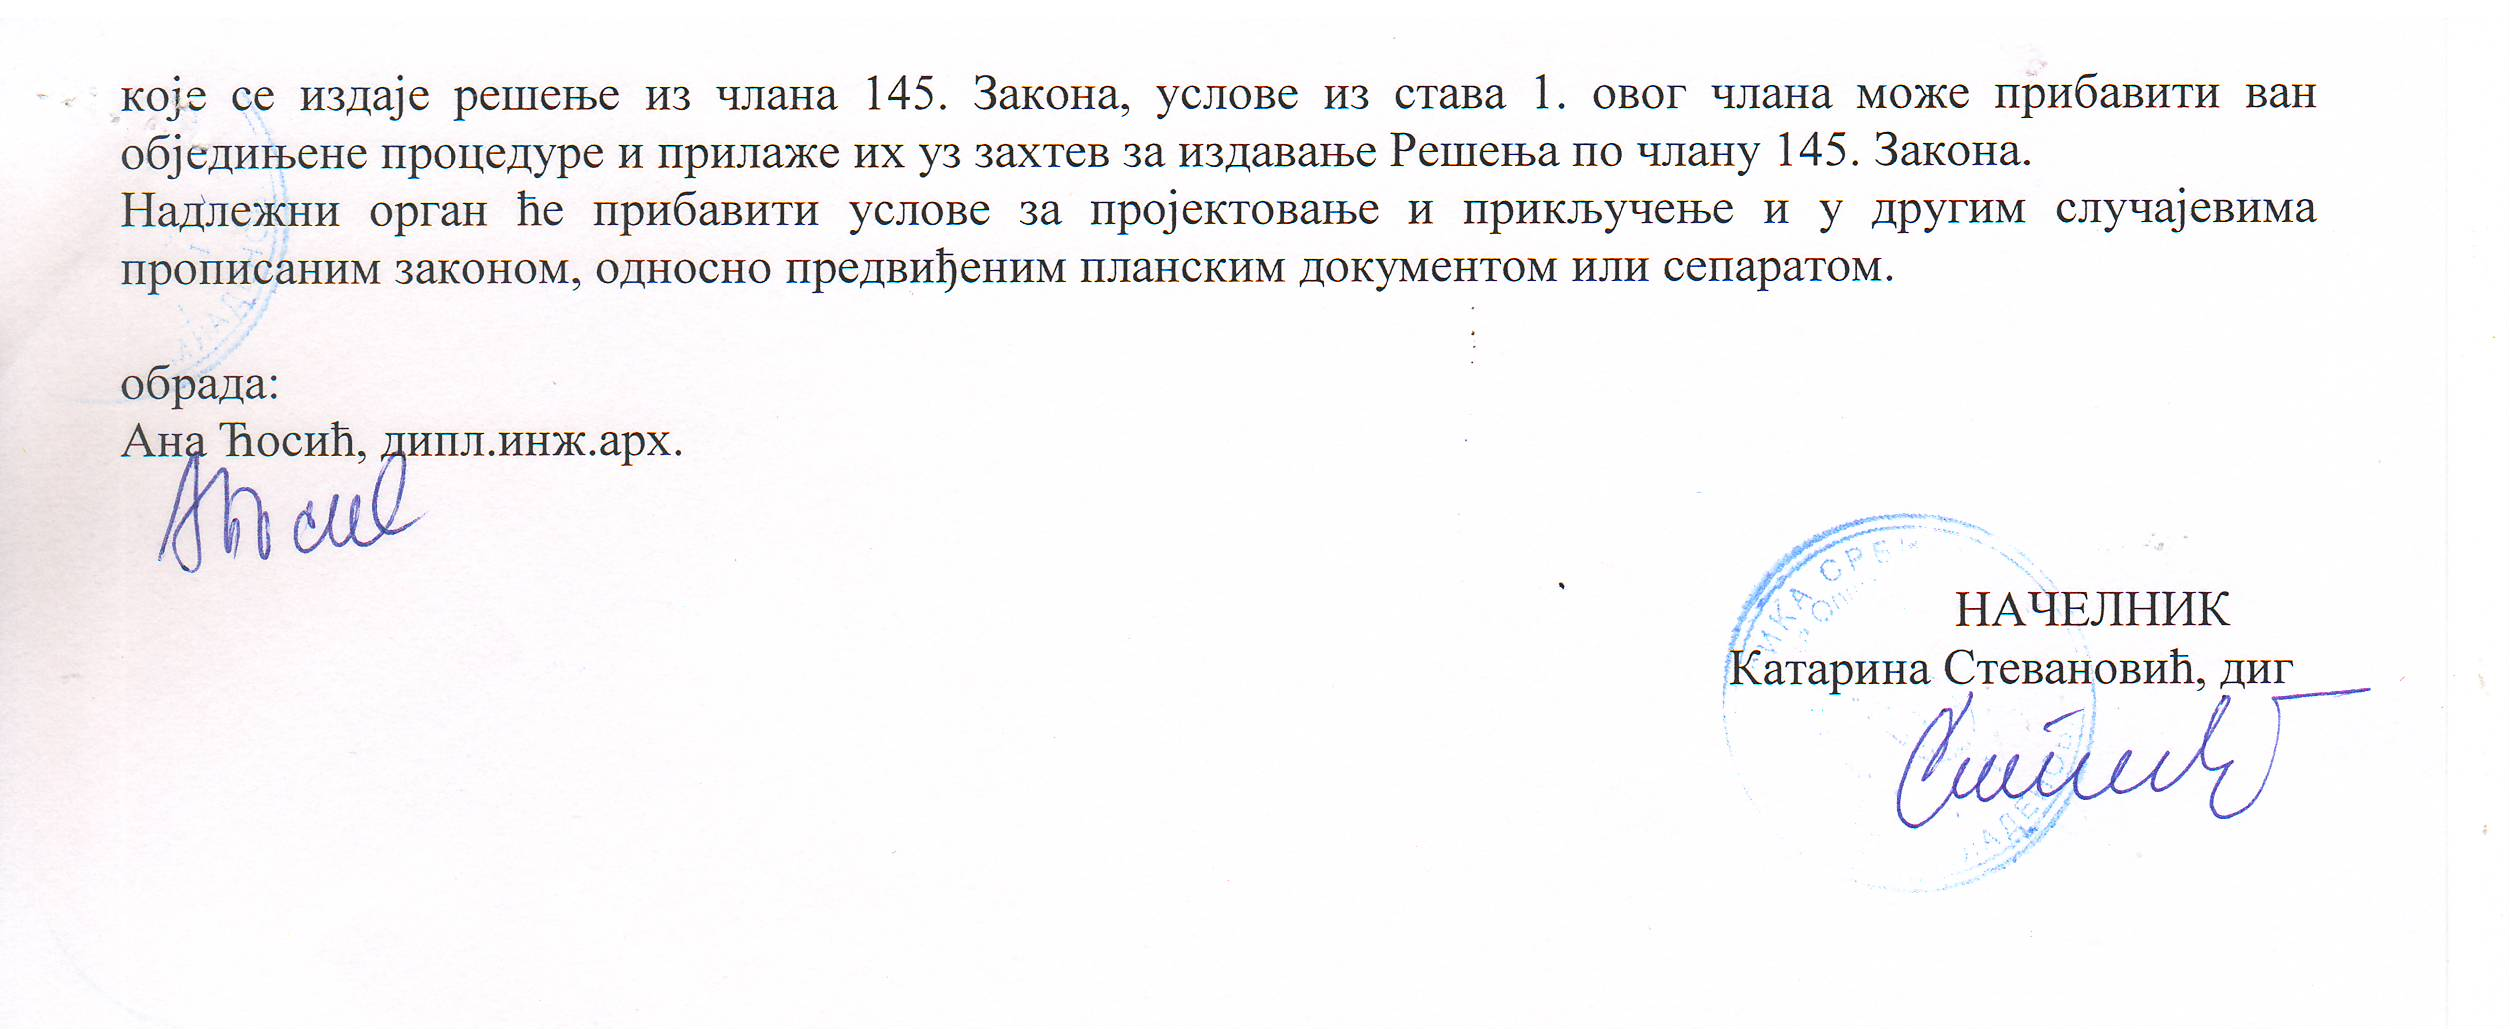 које се издаје решење из члана 145. Закона, услове из става 1. овог члана може прибавити ван
обједињене процедуре и прилаже их уз захтев за издавање Решења по члану 145. Закона.
Надлежни орган ће прибавити услове за пројектовање и прикључење и у другим случајевима
прописаним законом, односно предвиђеним планским документом или сепаратом.
обрада:
Ана Ћосић, дипл.инж.арх.
НАЧЕЛНИК
Катарина Стевановић, диг